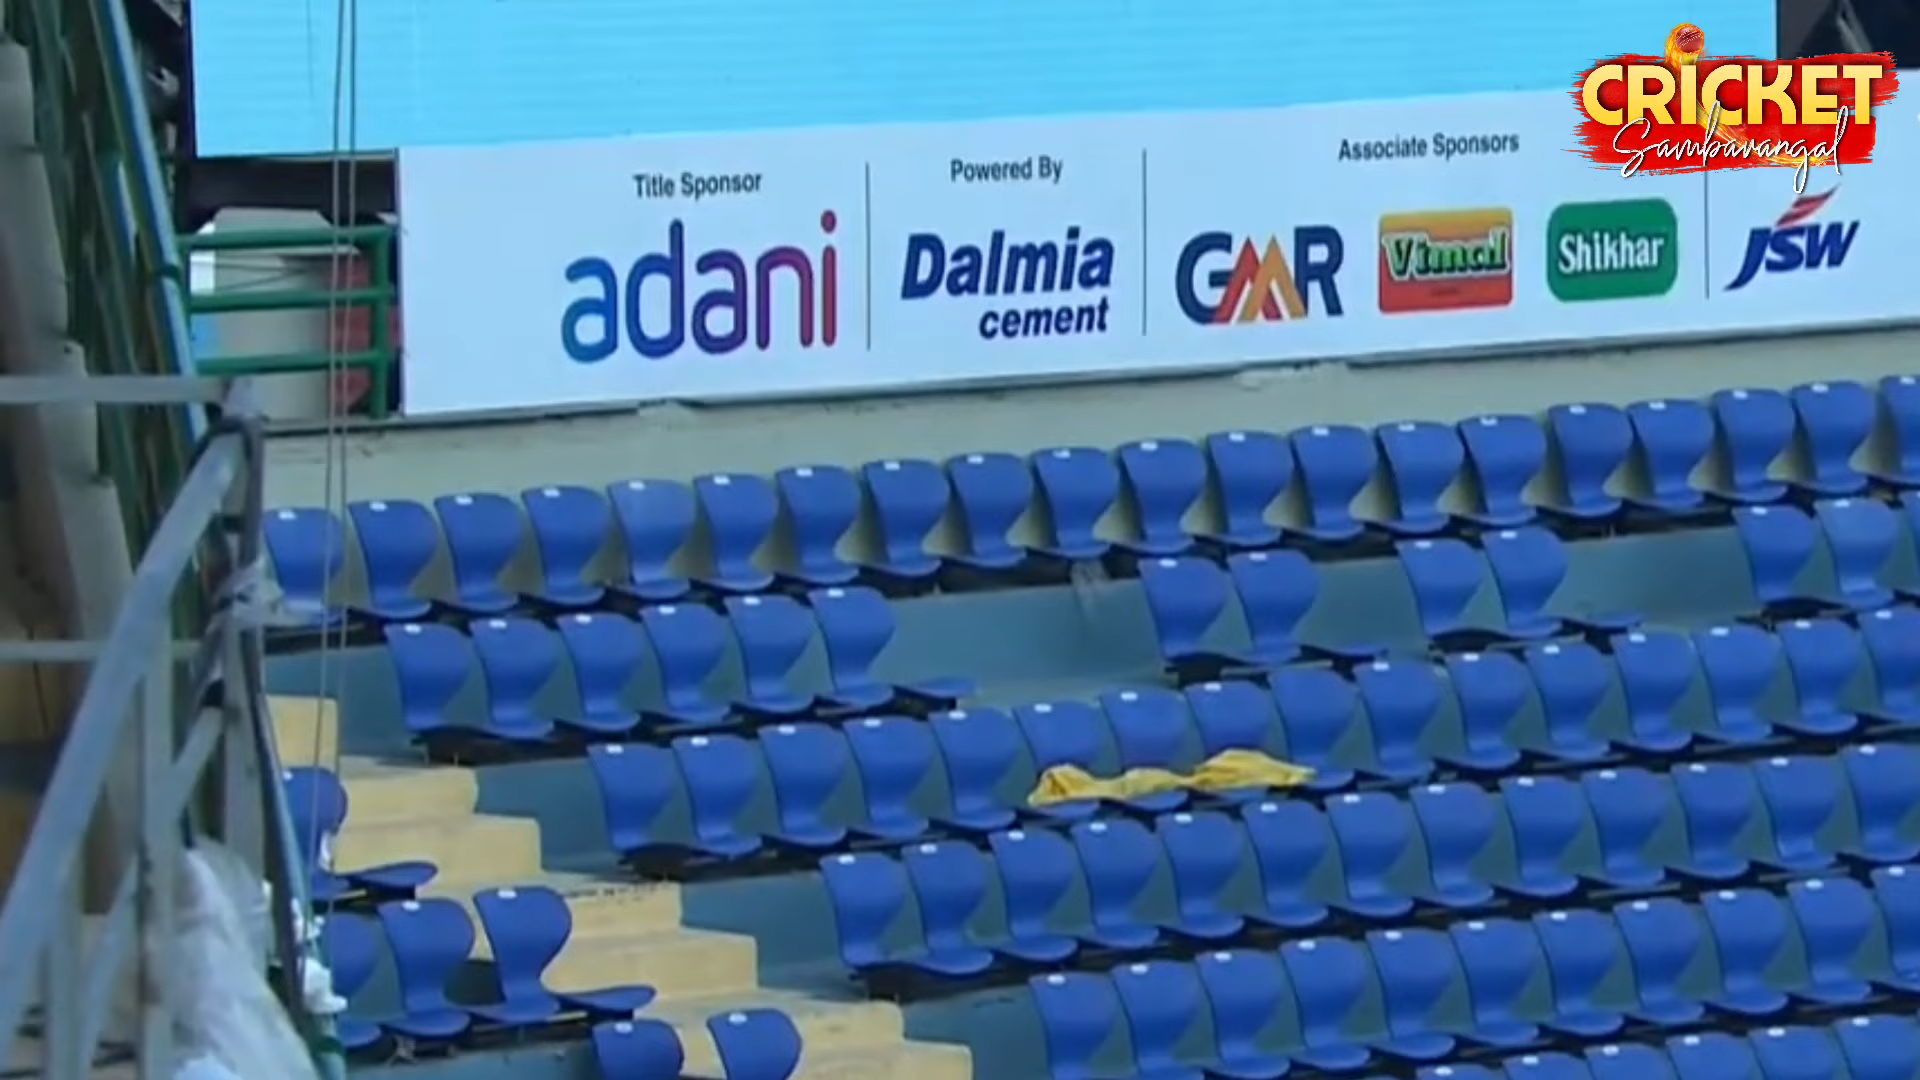 CRICKET
Sambavangal
Title Sponsor
adani
Powered By
Dalmia
cement
Associate Sponsors
GMR
Vimal
Shikhar
JSW